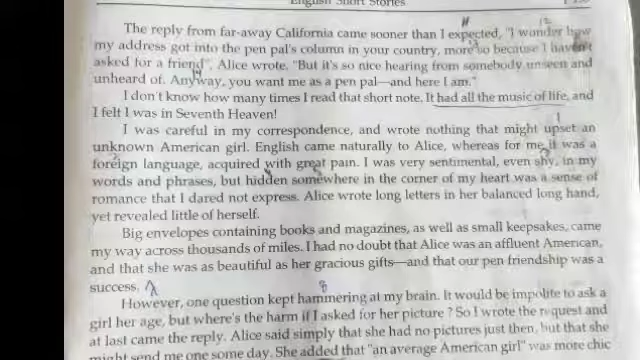 English Short Stories
The reply from far-away California came sooner than I expected, "I wonder how
my address got into the pen pal's column in your country, more so because I haven't
asked for a friend", Alice wrote. "But it's so nice hearing from somebody unseen and
unheard of. Anyway, you want me as a pen pal—and here I am."
I don't know how many times I read that short note. It had all the music of life, and
I felt I was in Seventh Heaven!
I was careful in my correspondence, and wrote nothing that might upset an
unknown American girl. English came naturally to Alice, whereas for me it was a
foreign language, acquired with great pain. I was very sentimental, even shy, in my
words and phrases, but hidden somewhere in the corner of my heart was a sense of
romance that I dared not express. Alice wrote long letters in her balanced long hand,
yet revealed little of herself.
Big envelopes containing books and magazines, as well as small keepsakes, came
my way across thousands of miles. I had no doubt that Alice was an affluent American,
and that she was as beautiful as her gracious gifts—and that our pen friendship was a
success.
However, one question kept hammering at my brain. It would be impolite to ask a
girl her age, but where's the harm if I asked for her picture ? So I wrote the request and
at last came the reply. Alice said simply that she had no pictures just then, but that she
might send me one some day. She added that "an average American girl" was more chic